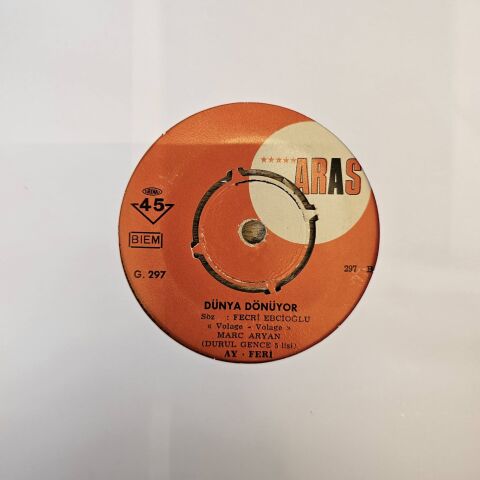 ★★★★★ ARAS
45
BIEM
G. 297
297 B
DÜNYA DÖNÜYOR
Söz : FECRİ EBCİOĞLU
« Volage - Volage »
MARC ARYAN
(DURUL GENCE 5 lisi)
AY - FERİ